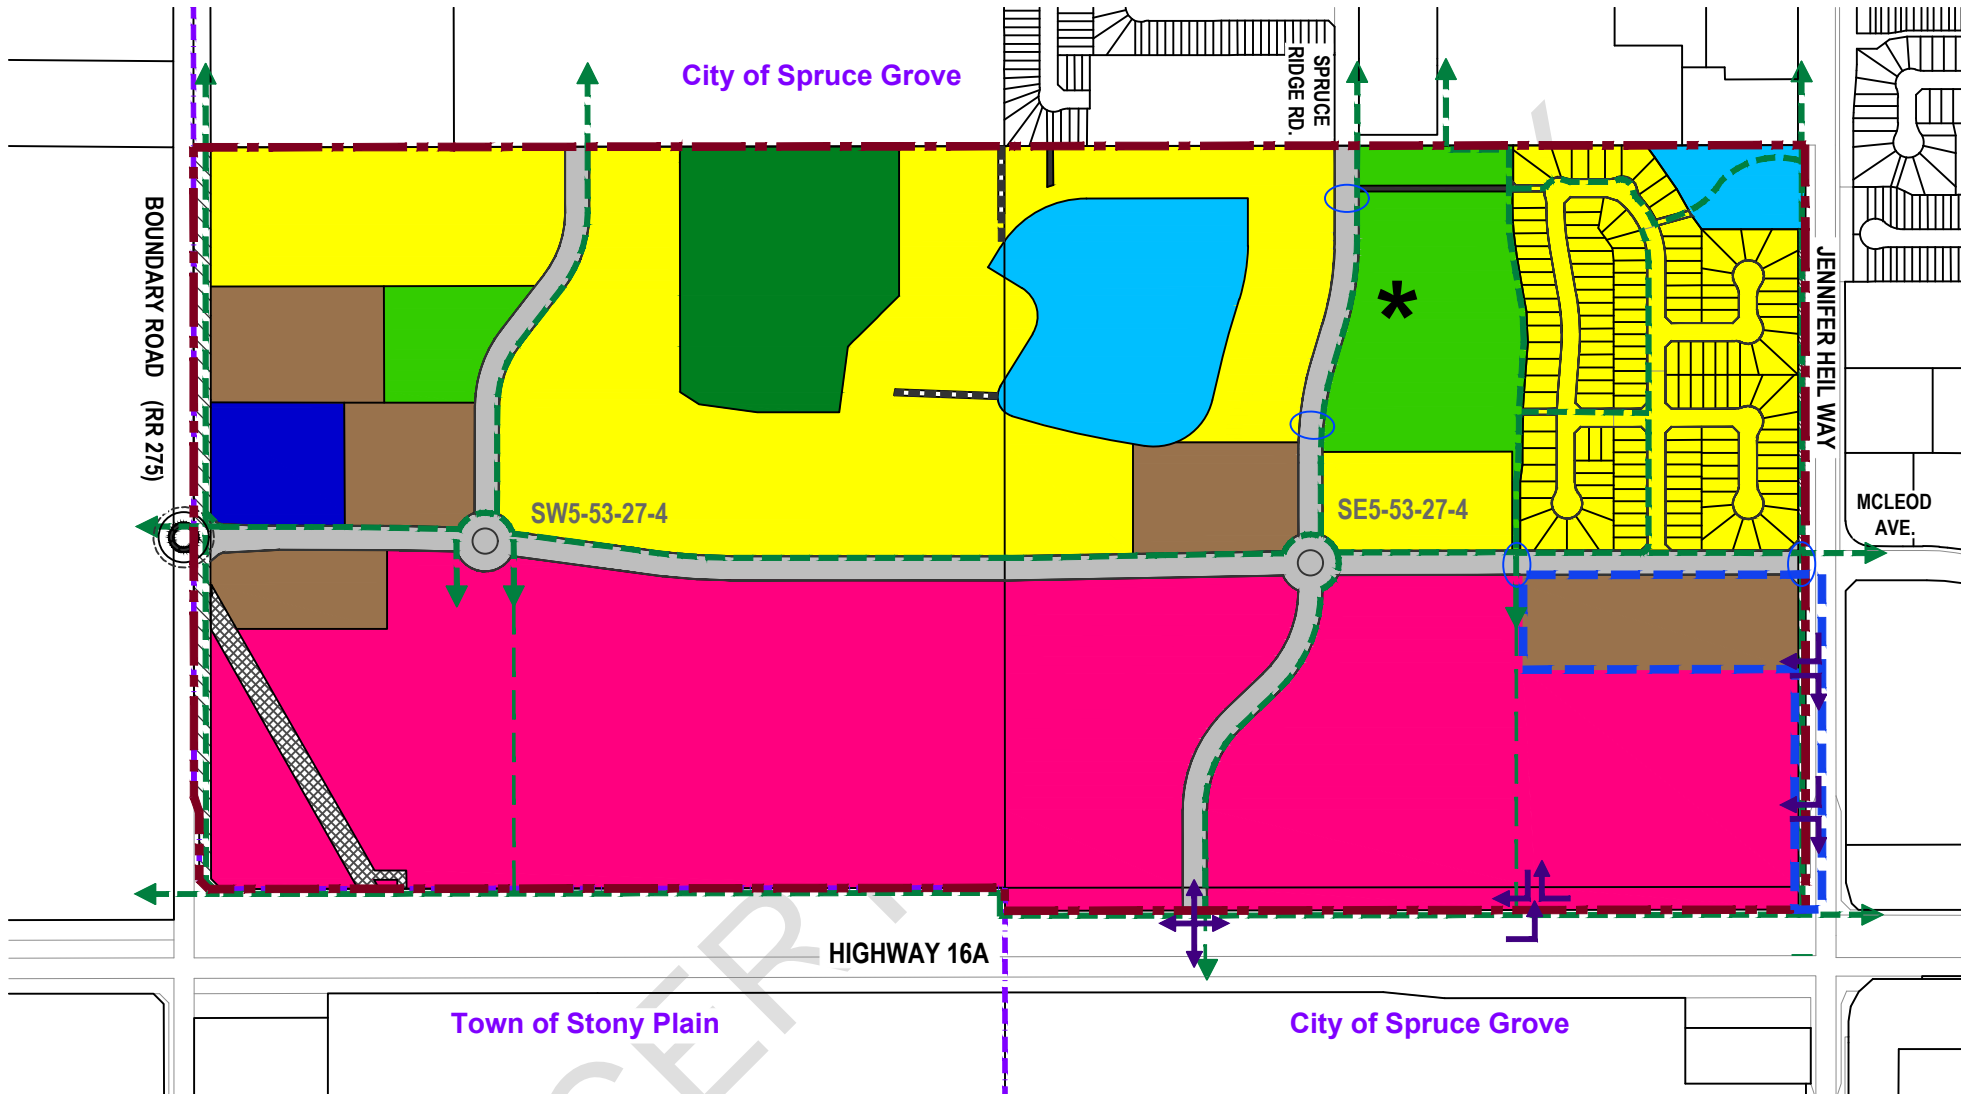 City of Spruce Grove
SPRUCE
RIDGE RD.
BOUNDARY ROAD (RR 275)
*
JENNIFER HEIL WAY
SW5-53-27-4
SE5-53-27-4
MCLEOD
AVE.
HIGHWAY 16A
Town of Stony Plain
City of Spruce Grove